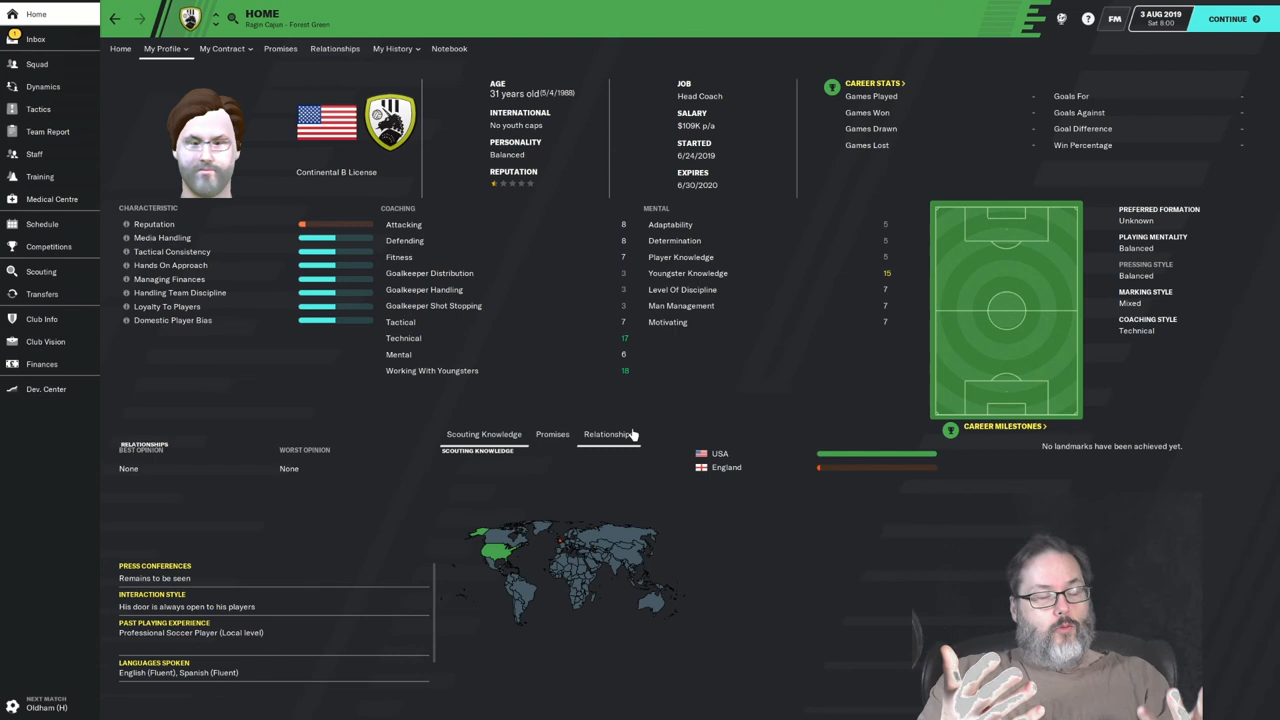 Home
Inbox
Squad
Dynamics
Tactics
Team Report
Staff
Training
Medical Centre
Schedule
Competitions
Scouting
Transfers
Club Info
Club Vision
Finances
Dev. Center
NEXT MATCH
Oldham (H)
HOME
Ragin Cajun - Forest Green
FM
3 AUG 2019
Sat 8:00
CONTINUE
Home My Profile My Contract Promises Relationships My History Notebook
Continental B License
AGE
31 years old (5/4/1988)
INTERNATIONAL
No youth caps
PERSONALITY
Balanced
REPUTATION
JOB
Head Coach
SALARY
$109K p/a
STARTED
6/24/2019
EXPIRES
6/30/2020
CAREER STATS >
Games Played - Goals For -
Games Won - Goals Against -
Games Drawn - Goal Difference -
Games Lost - Win Percentage -
CHARACTERISTIC
Reputation
Media Handling
Tactical Consistency
Hands On Approach
Managing Finances
Handling Team Discipline
Loyalty To Players
Domestic Player Bias
COACHING
Attacking 8
Defending 8
Fitness 7
Goalkeeper Distribution 3
Goalkeeper Handling 3
Goalkeeper Shot Stopping 3
Tactical 7
Technical 17
Mental 6
Working With Youngsters 18
MENTAL
Adaptability 5
Determination 5
Player Knowledge 5
Youngster Knowledge 15
Level Of Discipline 7
Man Management 7
Motivating 7
PREFERRED FORMATION
Unknown
PLAYING MENTALITY
Balanced
PRESSING STYLE
Balanced
MARKING STYLE
Mixed
COACHING STYLE
Technical
CAREER MILESTONES >
No landmarks have been achieved yet.
RELATIONSHIPS
BEST OPINION WORST OPINION
None None
Scouting Knowledge Promises Relationships
SCOUTING KNOWLEDGE
USA
England
PRESS CONFERENCES
Remains to be seen
INTERACTION STYLE
His door is always open to his players
PAST PLAYING EXPERIENCE
Professional Soccer Player (Local level)
LANGUAGES SPOKEN
English (Fluent), Spanish (Fluent)